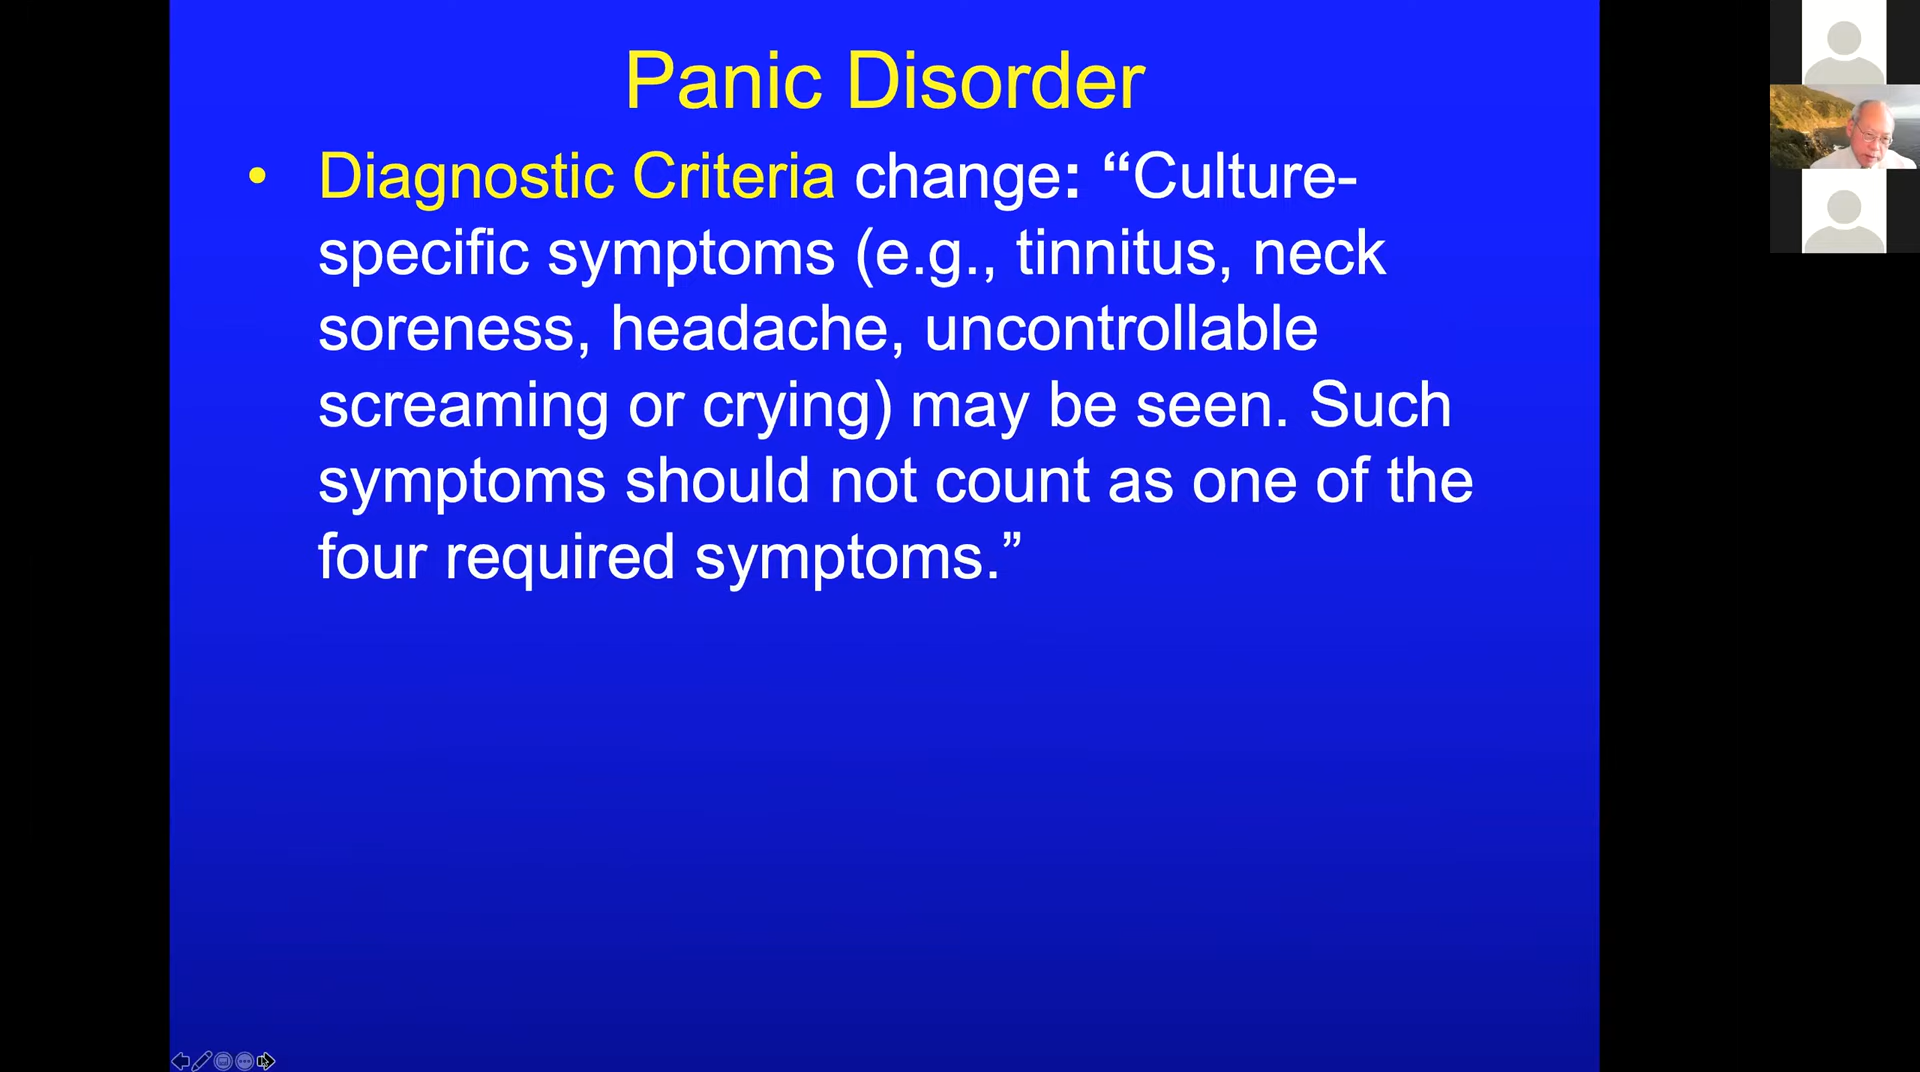 Panic Disorder
• Diagnostic Criteria change: “Culture-
specific symptoms (e.g., tinnitus, neck
soreness, headache, uncontrollable
screaming or crying) may be seen. Such
symptoms should not count as one of the
four required symptoms.”